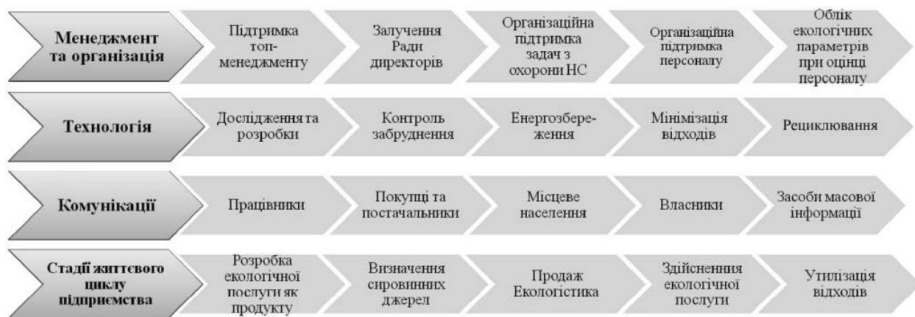 Менеджмент
та організація
Підтримка
топ-
менеджменту
Залучення
Ради
директорів
Організаційна
підтримка
задач з
охорони НС
Організаційна
підтримка
персоналу
Облік
екологічних
параметрів
при оцінці
персоналу
Технологія
Дослідження та
розробки
Контроль
забруднення
Енергозбере-
ження
Мінімізація
відходів
Рециклювання
Комунікації
Працівники
Покупці та
постачальники
Місцеве
населення
Власники
Засоби масової
інформації
Стадії життєвого
циклу
підприємства
Розробка
екологічної
послуги як
продукту
Визначення
сировинних
джерел
Продаж
Екологістика
Здійсненния
екологічної
послуги
Утилізація
відходів